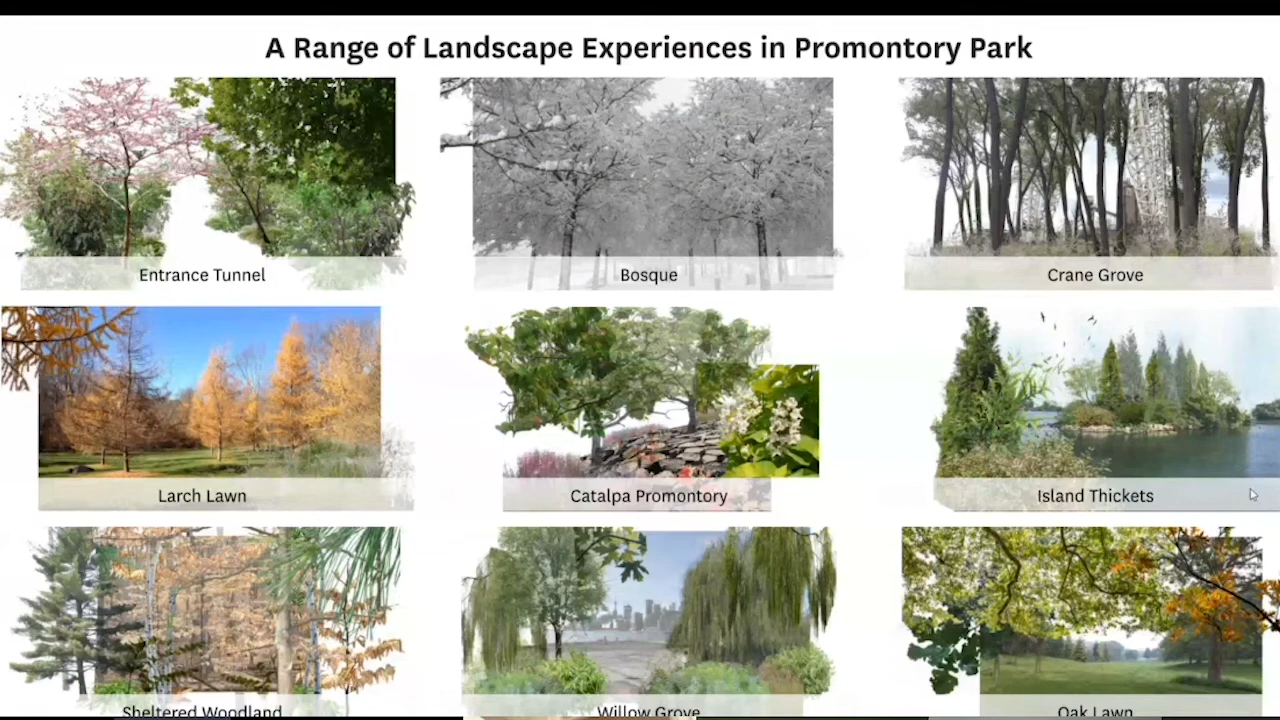 A Range of Landscape Experiences in Promontory Park
Entrance Tunnel
Bosque
Crane Grove
Larch Lawn
Catalpa Promontory
Island Thickets
Sheltered Woodland
Willow Grove
Oak Lawn